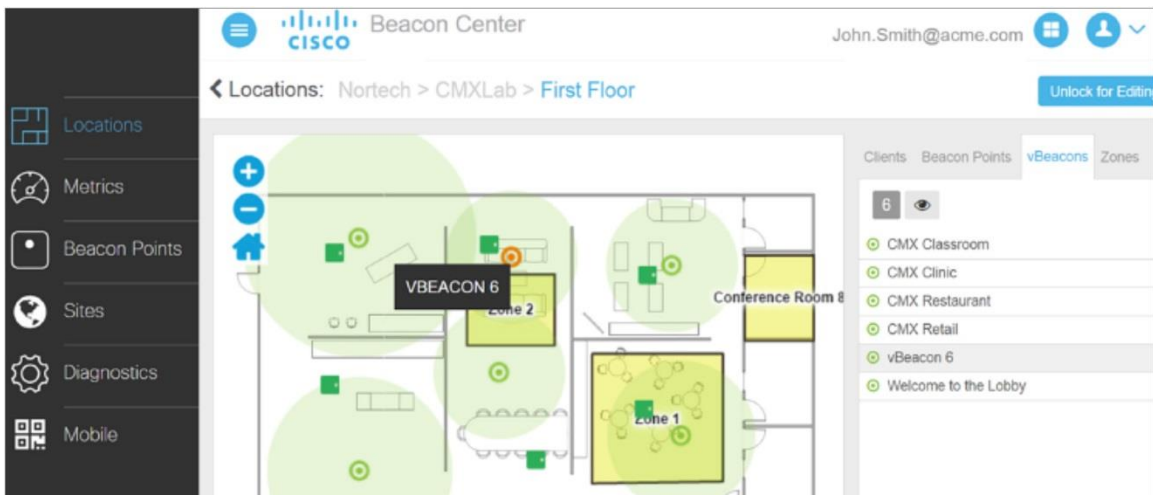 CISCO
Beacon Center
John.Smith@acme.com
Locations: Nortech > CMXLab > First Floor
Unlock for Editing
Locations
Metrics
Beacon Points
Sites
Diagnostics
Mobile
VBEACON 6
Zone 2
Conference Room 8
Zone 1
Clients Beacon Points vBeacons Zones
6
CMX Classroom
CMX Clinic
CMX Restaurant
CMX Retail
vBeacon 6
Welcome to the Lobby